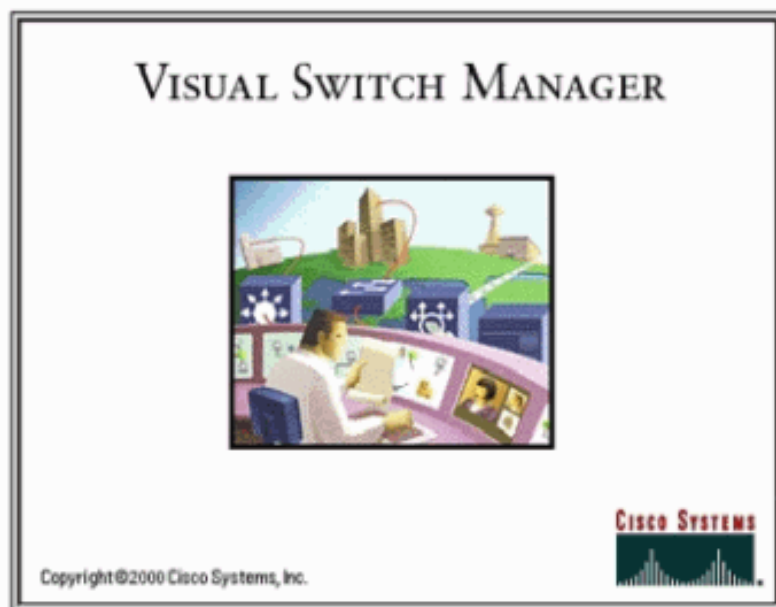 VISUAL SWITCH MANAGER
CISCO SYSTEMS
Copyright©2000 Cisco Systems, Inc.